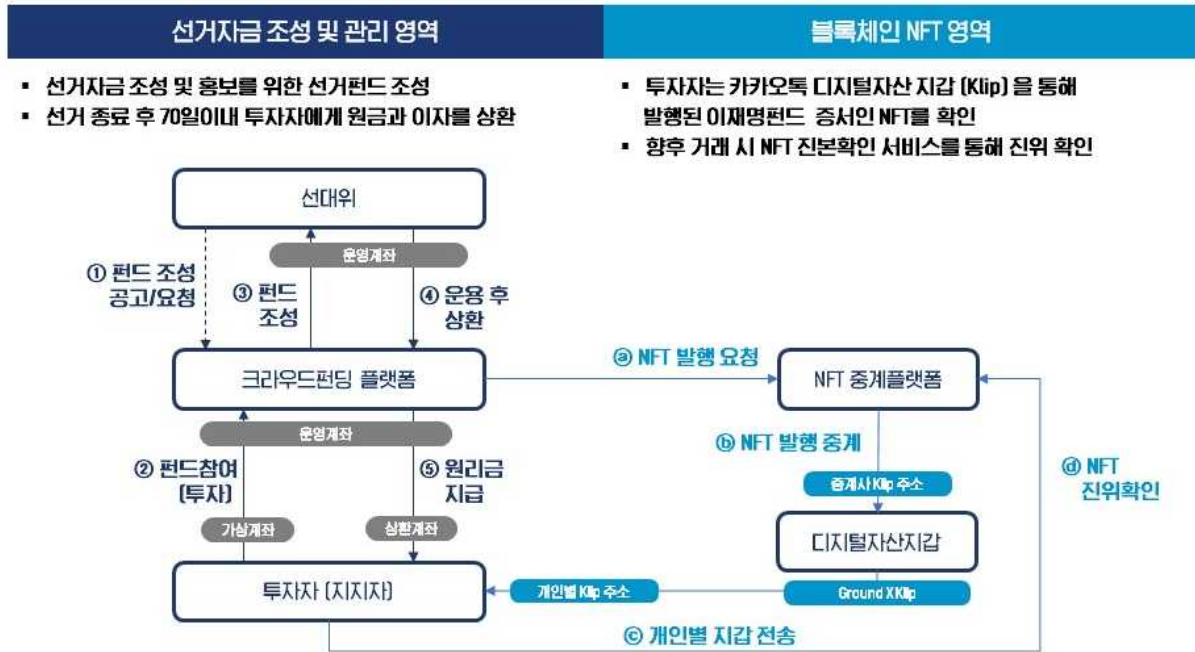 선거자금 조성 및 관리 영역
블록체인 NFT 영역
▪ 선거자금 조성 및 홍보를 위한 선거펀드 조성
▪ 선거 종료 후 70일이내 투자자에게 원금과 이자를 상환
▪ 투자자는 카카오톡 디지털자산 지갑 (Klip) 을 통해
발행된 이재명펀드 증서인 NFT를 확인
▪ 향후 거래 시 NFT 진본확인 서비스를 통해 진위 확인
선대위
운영계좌
① 펀드 조성
공고/요청
③ 펀드
조성
④ 운용 후
상환
크라우드펀딩 플랫폼
ⓐ NFT 발행 요청
NFT 중계플랫폼
운영계좌
② 펀드참여
(투자)
⑤ 원리금
지급
ⓑ NFT 발행 중계
중계사 Klip 주소
ⓓ NFT
진위확인
가상계좌
상환계좌
디지털자산지갑
투자자 (지지자)
개인별 Klip 주소
Ground X Klip
ⓒ 개인별 지갑 전송